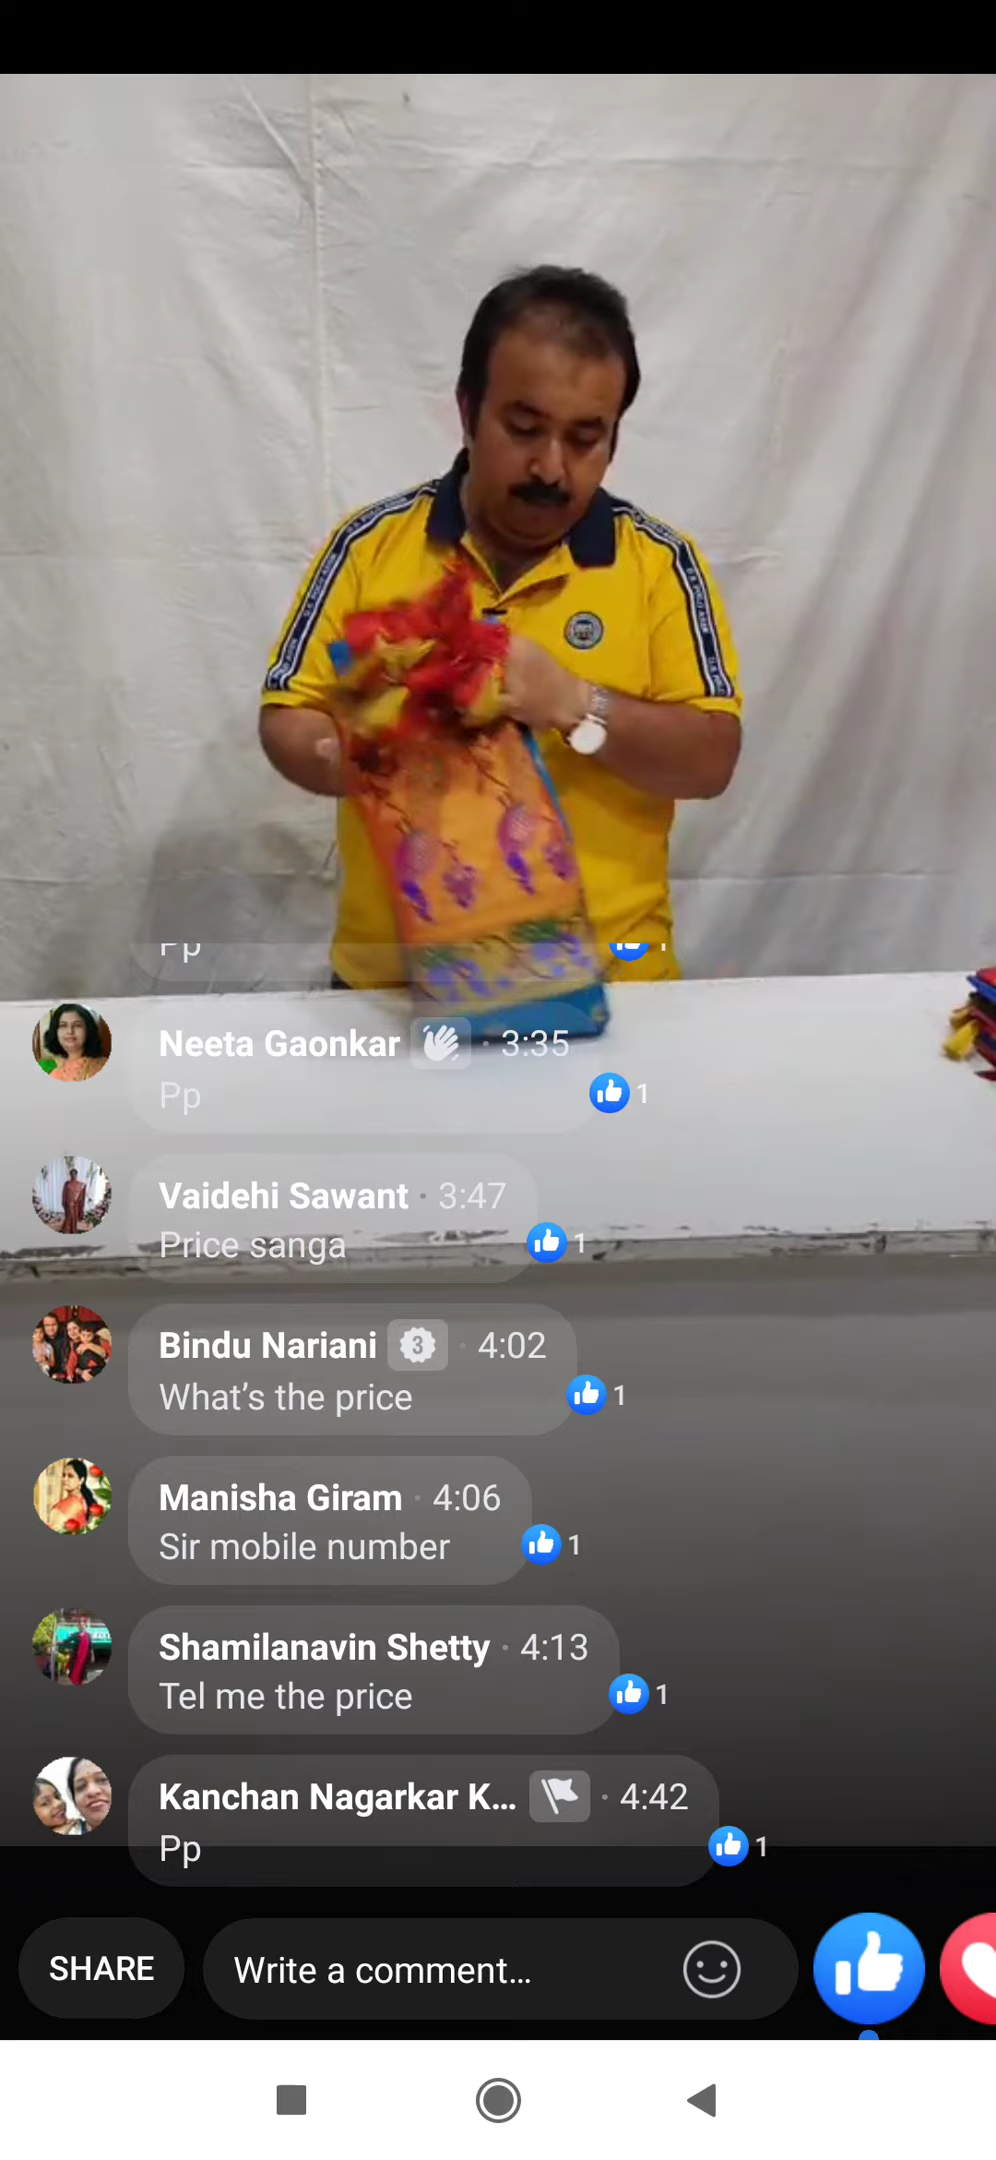 Pp
1
Neeta Gaonkar · 3:35
Pp
1
Vaidehi Sawant · 3:47
Price sanga
1
Bindu Nariani 3 · 4:02
What's the price
1
Manisha Giram · 4:06
Sir mobile number
1
Shamilanavin Shetty · 4:13
Tel me the price
1
Kanchan Nagarkar K... · 4:42
Pp
1
SHARE
Write a comment...